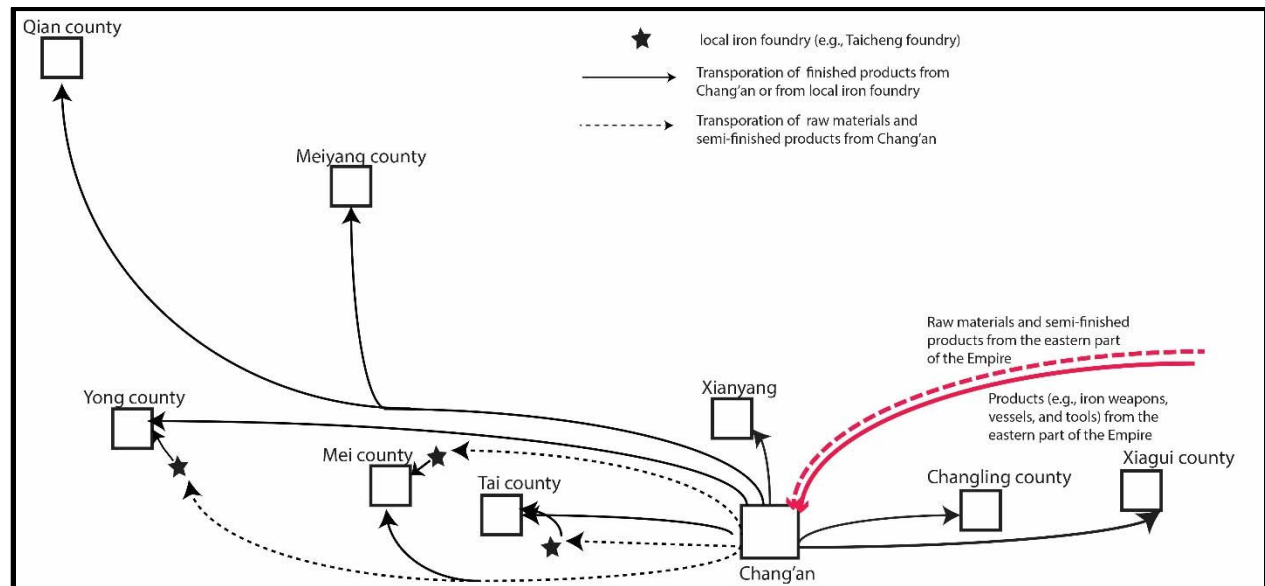 Qian county
local iron foundry (e.g., Taicheng foundry)
Transporation of finished products from
Chang'an or from local iron foundry
Transporation of raw materials and
semi-finished products from Chang'an
Meiyang county
Raw materials and semi-finished
products from the eastern part
of the Empire
Products (e.g., iron weapons,
vessels, and tools) from the
eastern part of the Empire
Yong county
Xianyang
Mei county
Tai county
Changling county
Xiagui county
Chang'an